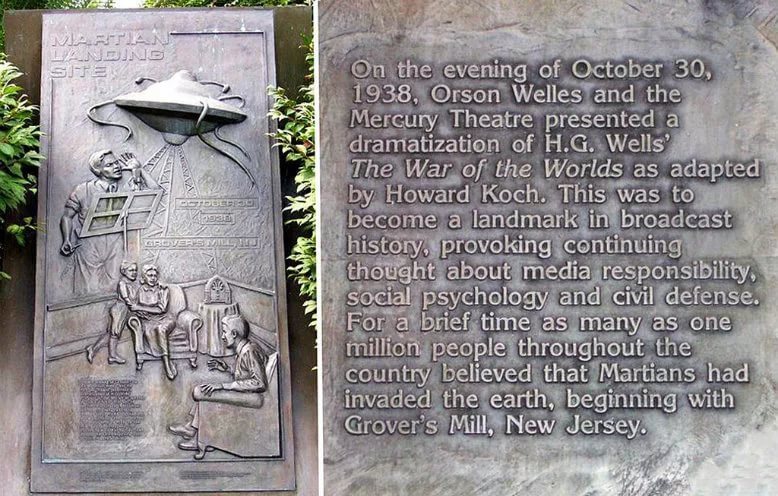 MARTIAN
LANDING
SITE
OCTOBER 30
1938
GROVER'S MILL, NJ
On the evening of October 30,
1938, Orson Welles and the
Mercury Theatre presented a
dramatization of H.G. Wells'
The War of the Worlds as adapted
by Howard Koch. This was to
become a landmark in broadcast
history, provoking continuing
thought about media responsibility,
social psychology and civil defense.
For a brief time as many as one
million people throughout the
country believed that Martians had
invaded the earth, beginning with
Grover's Mill, New Jersey.